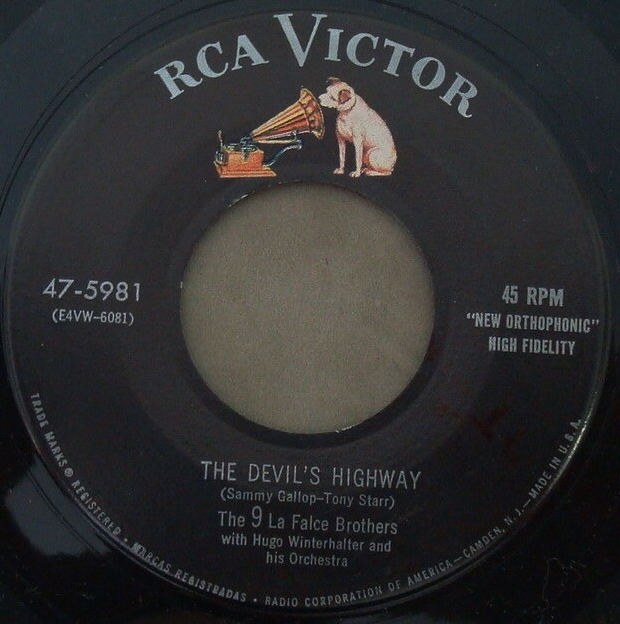 RCA VICTOR
47-5981
(E4VW-6081)
45 RPM
"NEW ORTHOPHONIC"
HIGH FIDELITY
THE DEVIL'S HIGHWAY
(Sammy Gallop-Tony Starr)
The 9 La Falce Brothers
with Hugo Winterhalter and
his Orchestra
TRADE MARKS ® REGISTERED • MARCAS REGISTRADAS • RADIO CORPORATION OF AMERICA—CAMDEN, N. J.—MADE IN U.S.A.